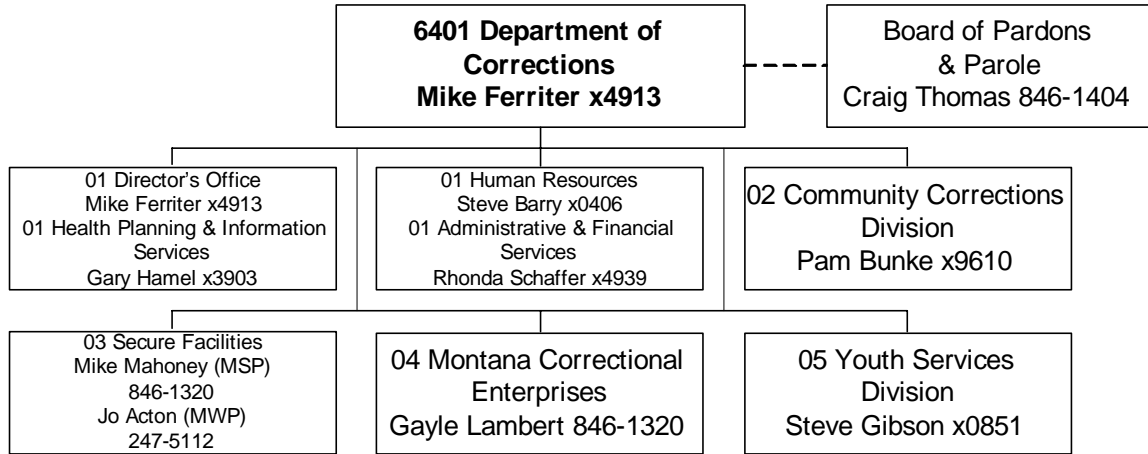 6401 Department of
Corrections
Mike Ferriter x4913
Board of Pardons
& Parole
Craig Thomas 846-1404
01 Director's Office
Mike Ferriter x4913
01 Health Planning & Information
Services
Gary Hamel x3903
01 Human Resources
Steve Barry x0406
01 Administrative & Financial
Services
Rhonda Schaffer x4939
02 Community Corrections
Division
Pam Bunke x9610
03 Secure Facilities
Mike Mahoney (MSP)
846-1320
Jo Acton (MWP)
247-5112
04 Montana Correctional
Enterprises
Gayle Lambert 846-1320
05 Youth Services
Division
Steve Gibson x0851